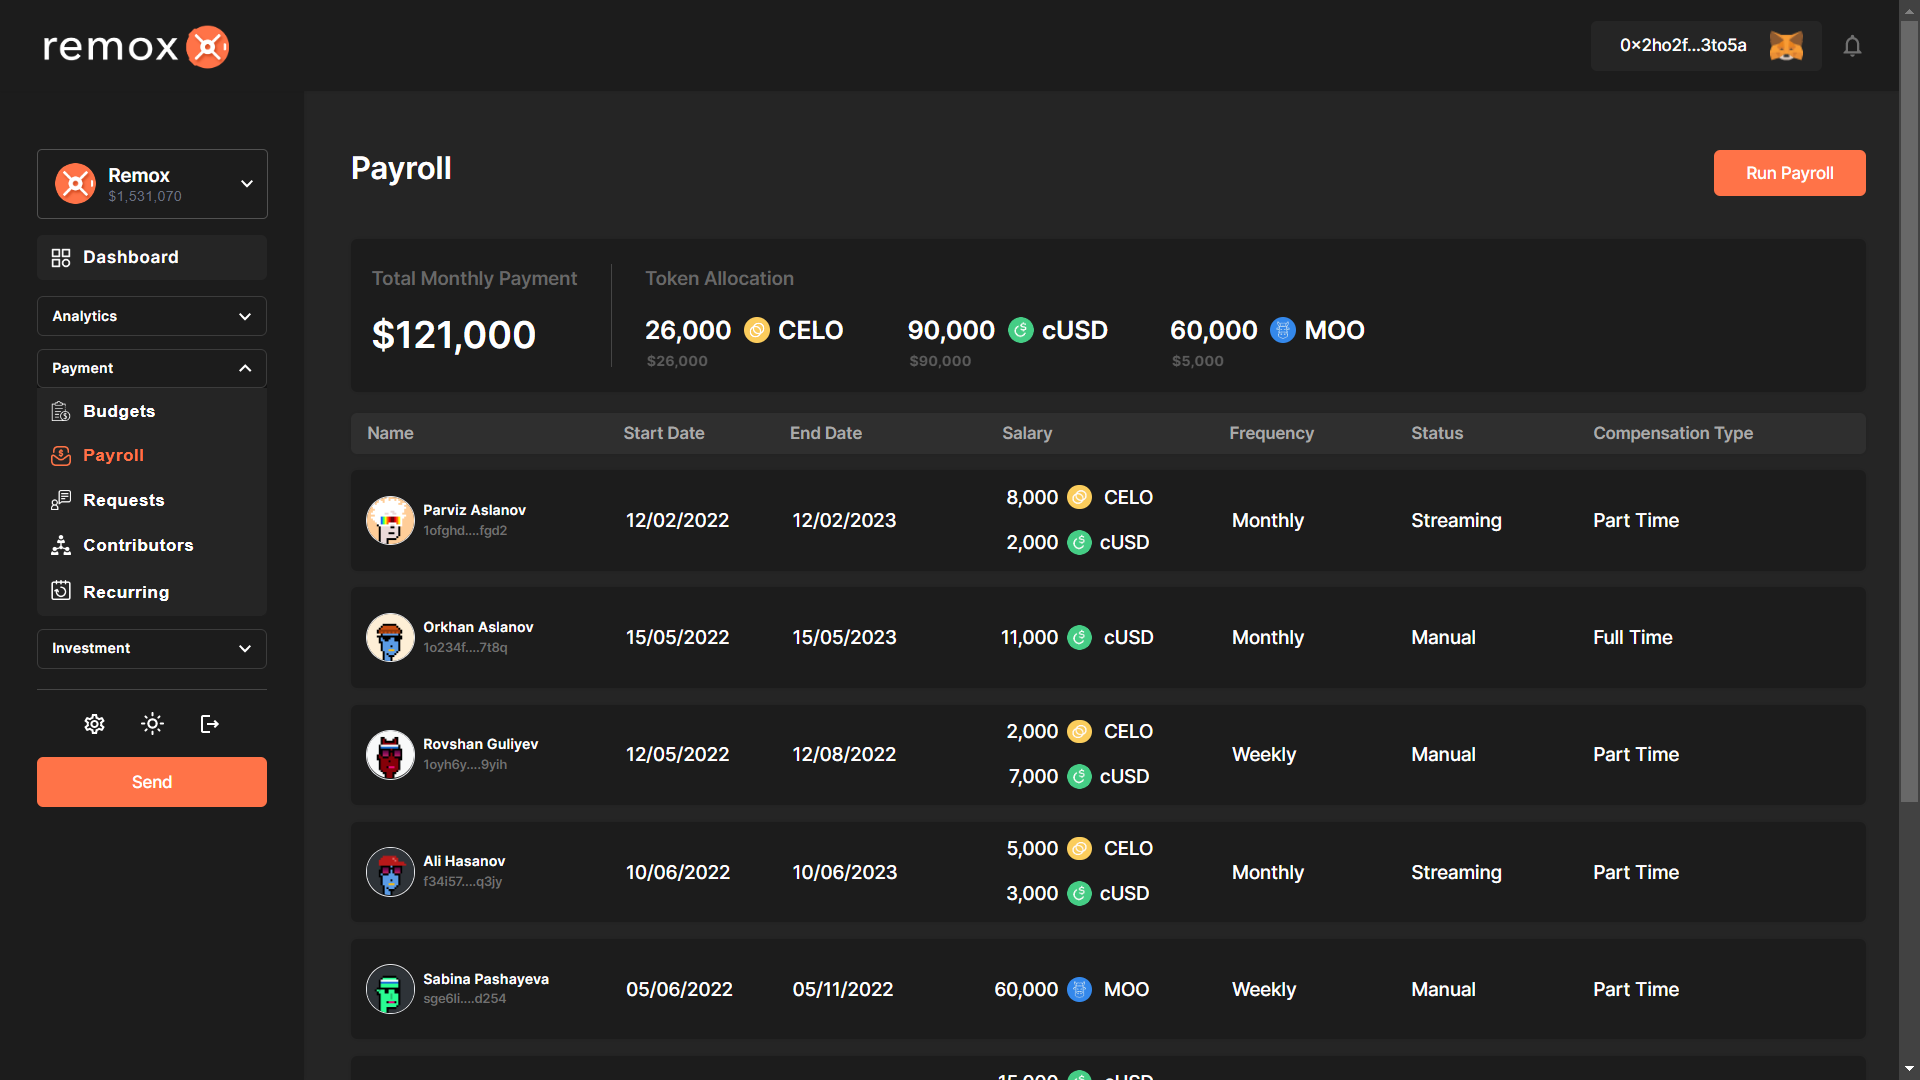 remox
0x2ho2f...3to5a
Remox
$1,531,070
Dashboard
Analytics
Payment
Budgets
Payroll
Requests
Contributors
Recurring
Investment
Send
Payroll
Run Payroll
Total Monthly Payment
$121,000
Token Allocation
26,000 CELO
$26,000
90,000 cUSD
$90,000
60,000 MOO
$5,000
Name Start Date End Date Salary Frequency Status Compensation Type
Parviz Aslanov
1ofghd....fgd2
12/02/2022 12/02/2023
8,000 CELO
2,000 cUSD
Monthly Streaming Part Time
Orkhan Aslanov
1o234f....7t8q
15/05/2022 15/05/2023
11,000 cUSD
Monthly Manual Full Time
Rovshan Guliyev
1oyh6y....9yih
12/05/2022 12/08/2022
2,000 CELO
7,000 cUSD
Weekly Manual Part Time
Ali Hasanov
f34i57....q3jy
10/06/2022 10/06/2023
5,000 CELO
3,000 cUSD
Monthly Streaming Part Time
Sabina Pashayeva
sge6li....d254
05/06/2022 05/11/2022
60,000 MOO
Weekly Manual Part Time
15,000 cUSD